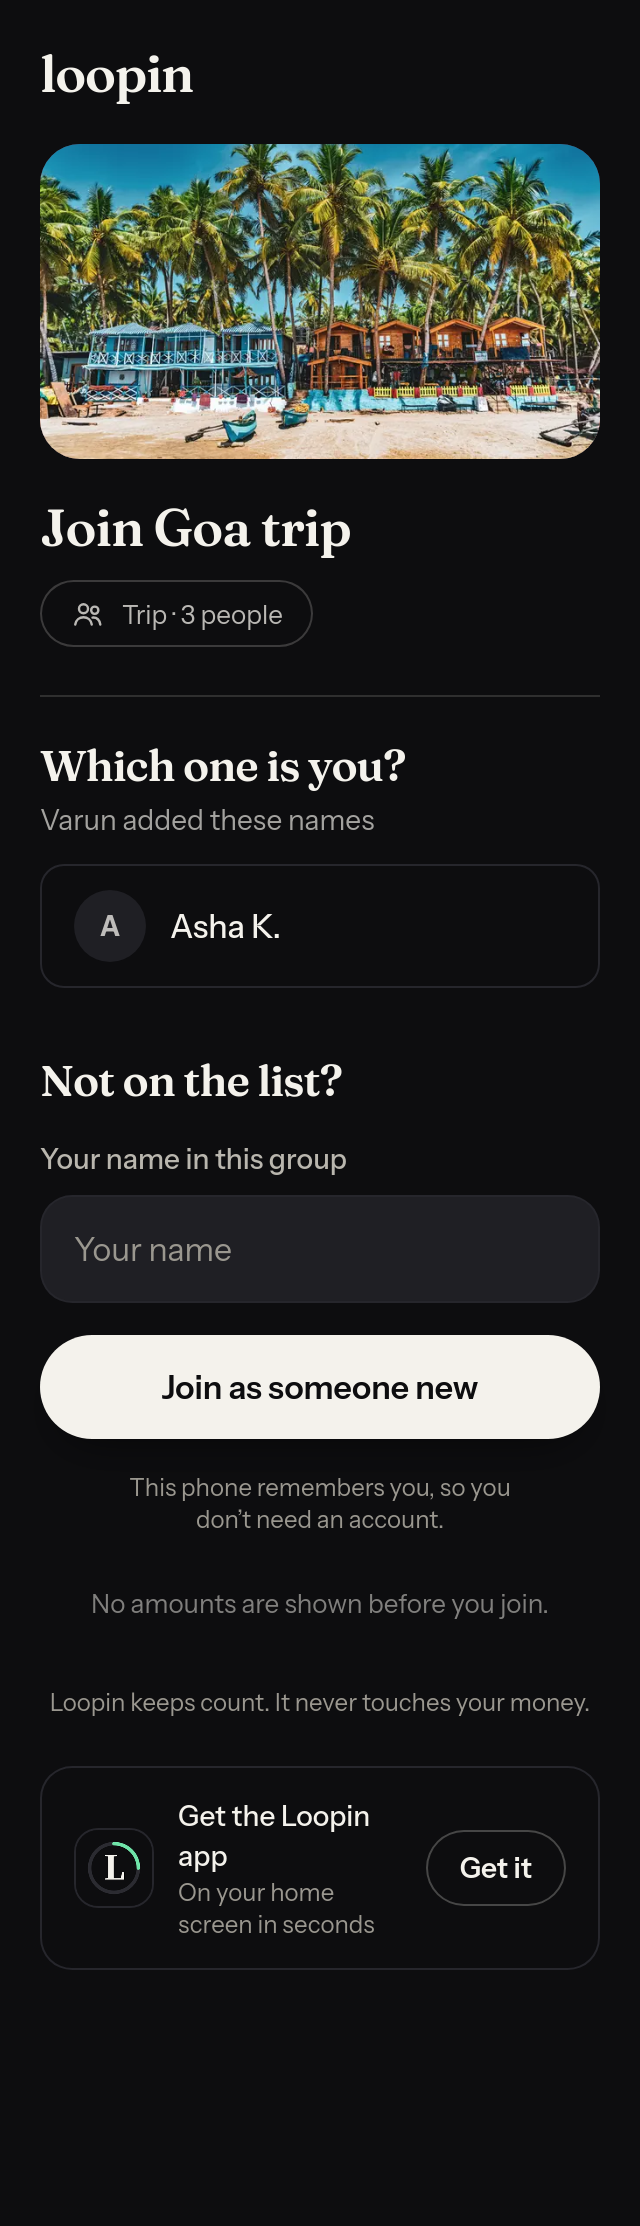 loopin
Join Goa trip
Trip · 3 people
Which one is you?
Varun added these names
A
Asha K.
Not on the list?
Your name in this group
Your name
Join as someone new
This phone remembers you, so you
don’t need an account.
No amounts are shown before you join.
Loopin keeps count. It never touches your money.
L
Get the Loopin
app
On your home
screen in seconds
Get it